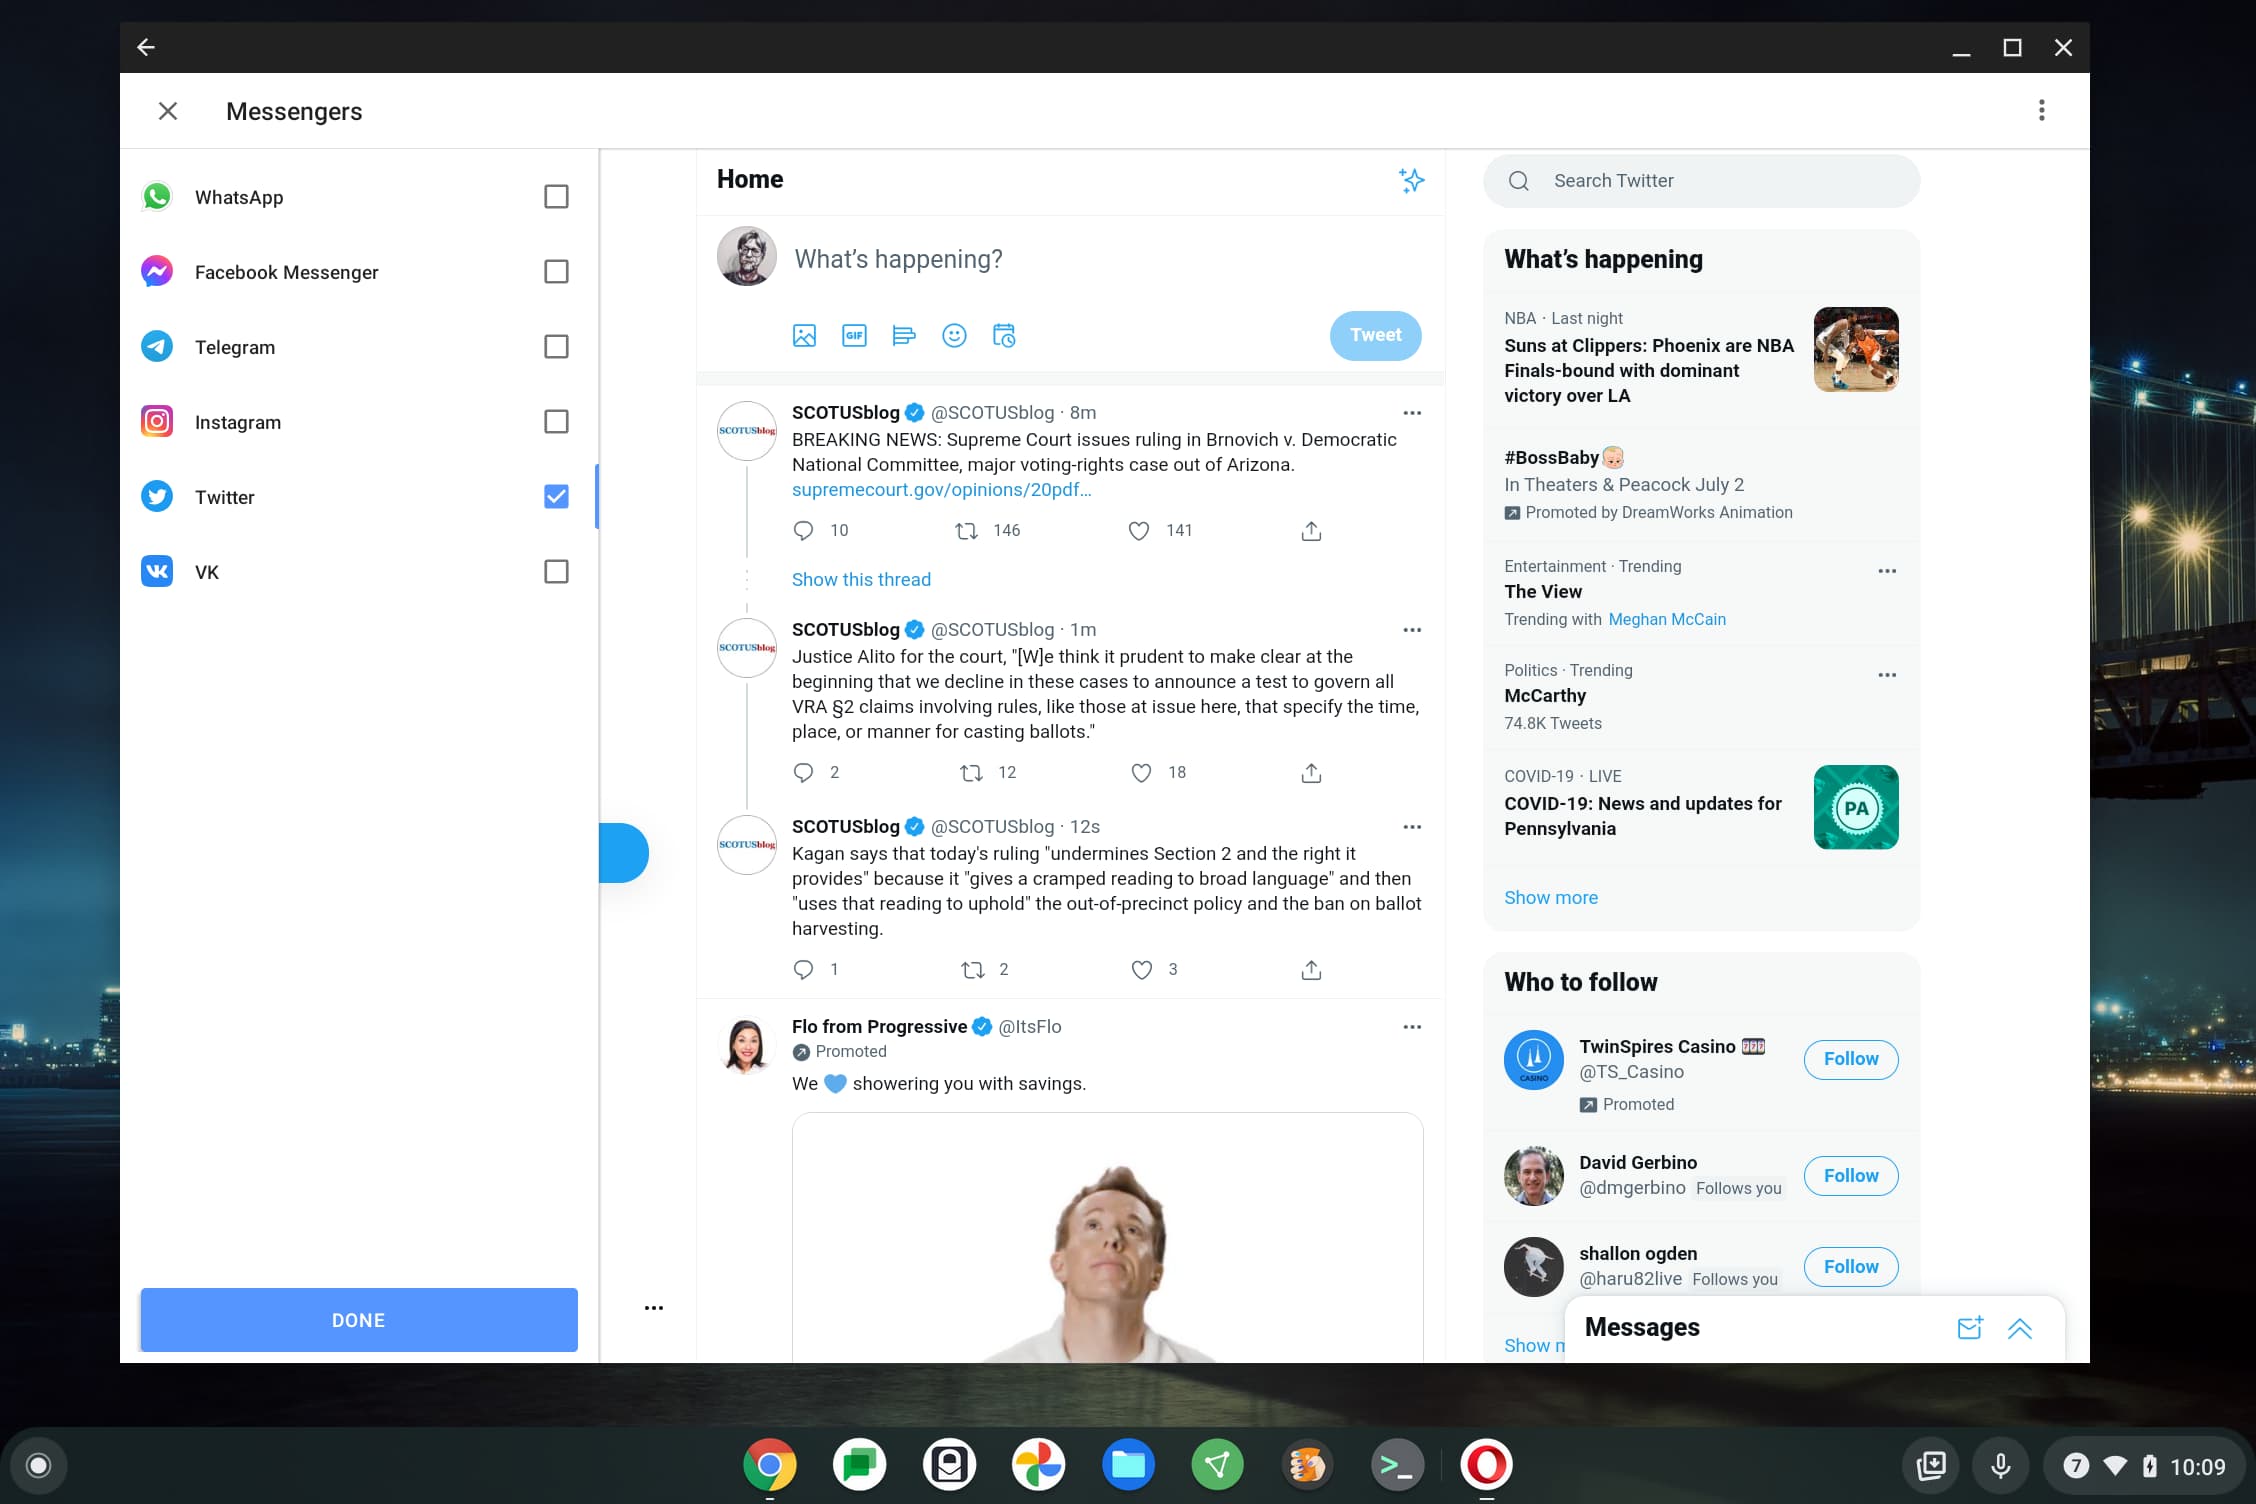 Messengers
WhatsApp
Facebook Messenger
Telegram
Instagram
Twitter
VK
DONE
Home
What's happening?
GIF
Tweet
SCOTUSblog
SCOTUSblog @SCOTUSblog · 8m
BREAKING NEWS: Supreme Court issues ruling in Brnovich v. Democratic
National Committee, major voting-rights case out of Arizona.
supremecourt.gov/opinions/20pdf…
10 146 141
Show this thread
SCOTUSblog
SCOTUSblog @SCOTUSblog · 1m
Justice Alito for the court, "[W]e think it prudent to make clear at the
beginning that we decline in these cases to announce a test to govern all
VRA §2 claims involving rules, like those at issue here, that specify the time,
place, or manner for casting ballots."
2 12 18
SCOTUSblog
SCOTUSblog @SCOTUSblog · 12s
Kagan says that today's ruling "undermines Section 2 and the right it
provides" because it "gives a cramped reading to broad language" and then
"uses that reading to uphold" the out-of-precinct policy and the ban on ballot
harvesting.
1 2 3
Flo from Progressive @ItsFlo
Promoted
We 💙 showering you with savings.
Search Twitter
What's happening
NBA · Last night
Suns at Clippers: Phoenix are NBA
Finals-bound with dominant
victory over LA
#BossBaby
In Theaters & Peacock July 2
Promoted by DreamWorks Animation
Entertainment · Trending
The View
Trending with Meghan McCain
Politics · Trending
McCarthy
74.8K Tweets
COVID-19 · LIVE
COVID-19: News and updates for
Pennsylvania
PA
Show more
Who to follow
CASINO
TwinSpires Casino 🎰
@TS_Casino
Promoted
Follow
David Gerbino
@dmgerbino Follows you
Follow
shallon ogden
@haru82live Follows you
Follow
Show m
Messages
7 10:09